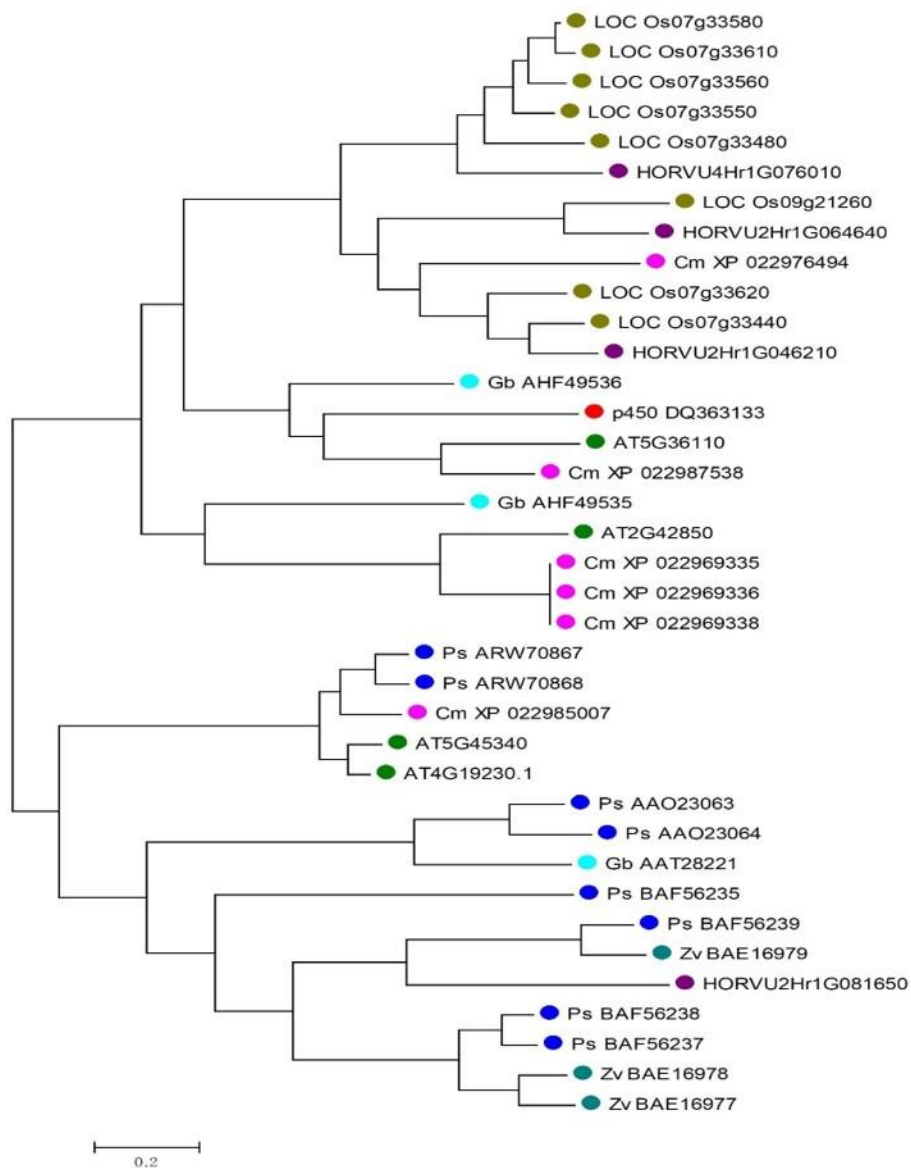 LOC Os07g33580
LOC Os07g33610
LOC Os07g33560
LOC Os07g33550
LOC Os07g33480
HORVU4Hr1G076010
LOC Os09g21260
HORVU2Hr1G064640
Cm XP 022976494
LOC Os07g33620
LOC Os07g33440
HORVU2Hr1G046210
Gb AHF49536
p450 DQ363133
AT5G36110
Cm XP 022987538
Gb AHF49535
AT2G42850
Cm XP 022969335
Cm XP 022969336
Cm XP 022969338
Ps ARW70867
Ps ARW70868
Cm XP 022985007
AT5G45340
AT4G19230.1
Ps AAO23063
Ps AAO23064
Gb AAT28221
Ps BAF56235
Ps BAF56239
Zv BAE16979
HORVU2Hr1G081650
Ps BAF56238
Ps BAF56237
Zv BAE16978
Zv BAE16977
0.2